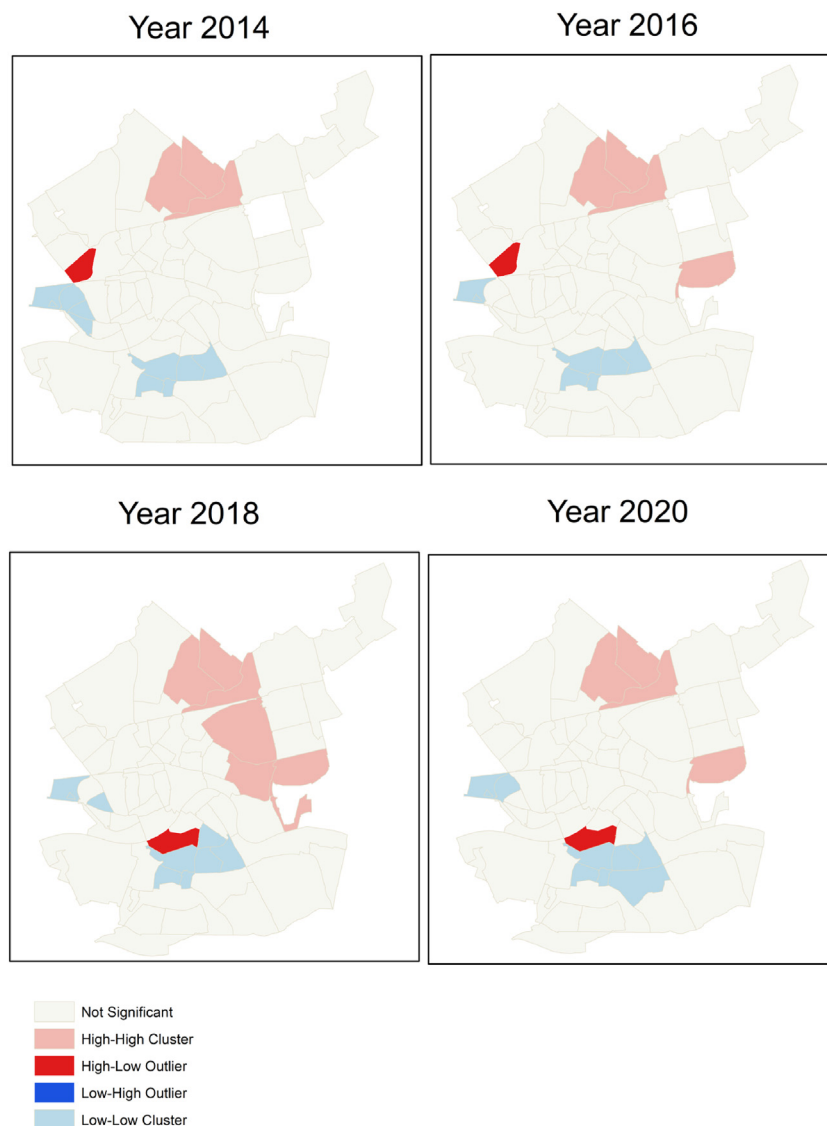 Year 2014
Year 2016
Year 2018
Year 2020
Not Significant
High-High Cluster
High-Low Outlier
Low-High Outlier
Low-Low Cluster